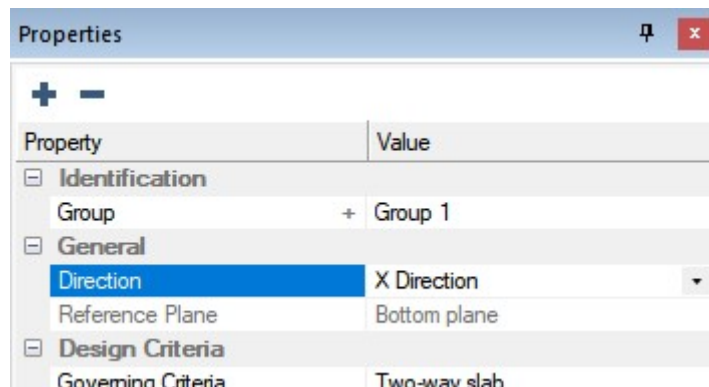 Properties
Property Value
Identification
Group + Group 1
General
Direction X Direction
Reference Plane Bottom plane
Design Criteria
Governing Criteria Two-way slab